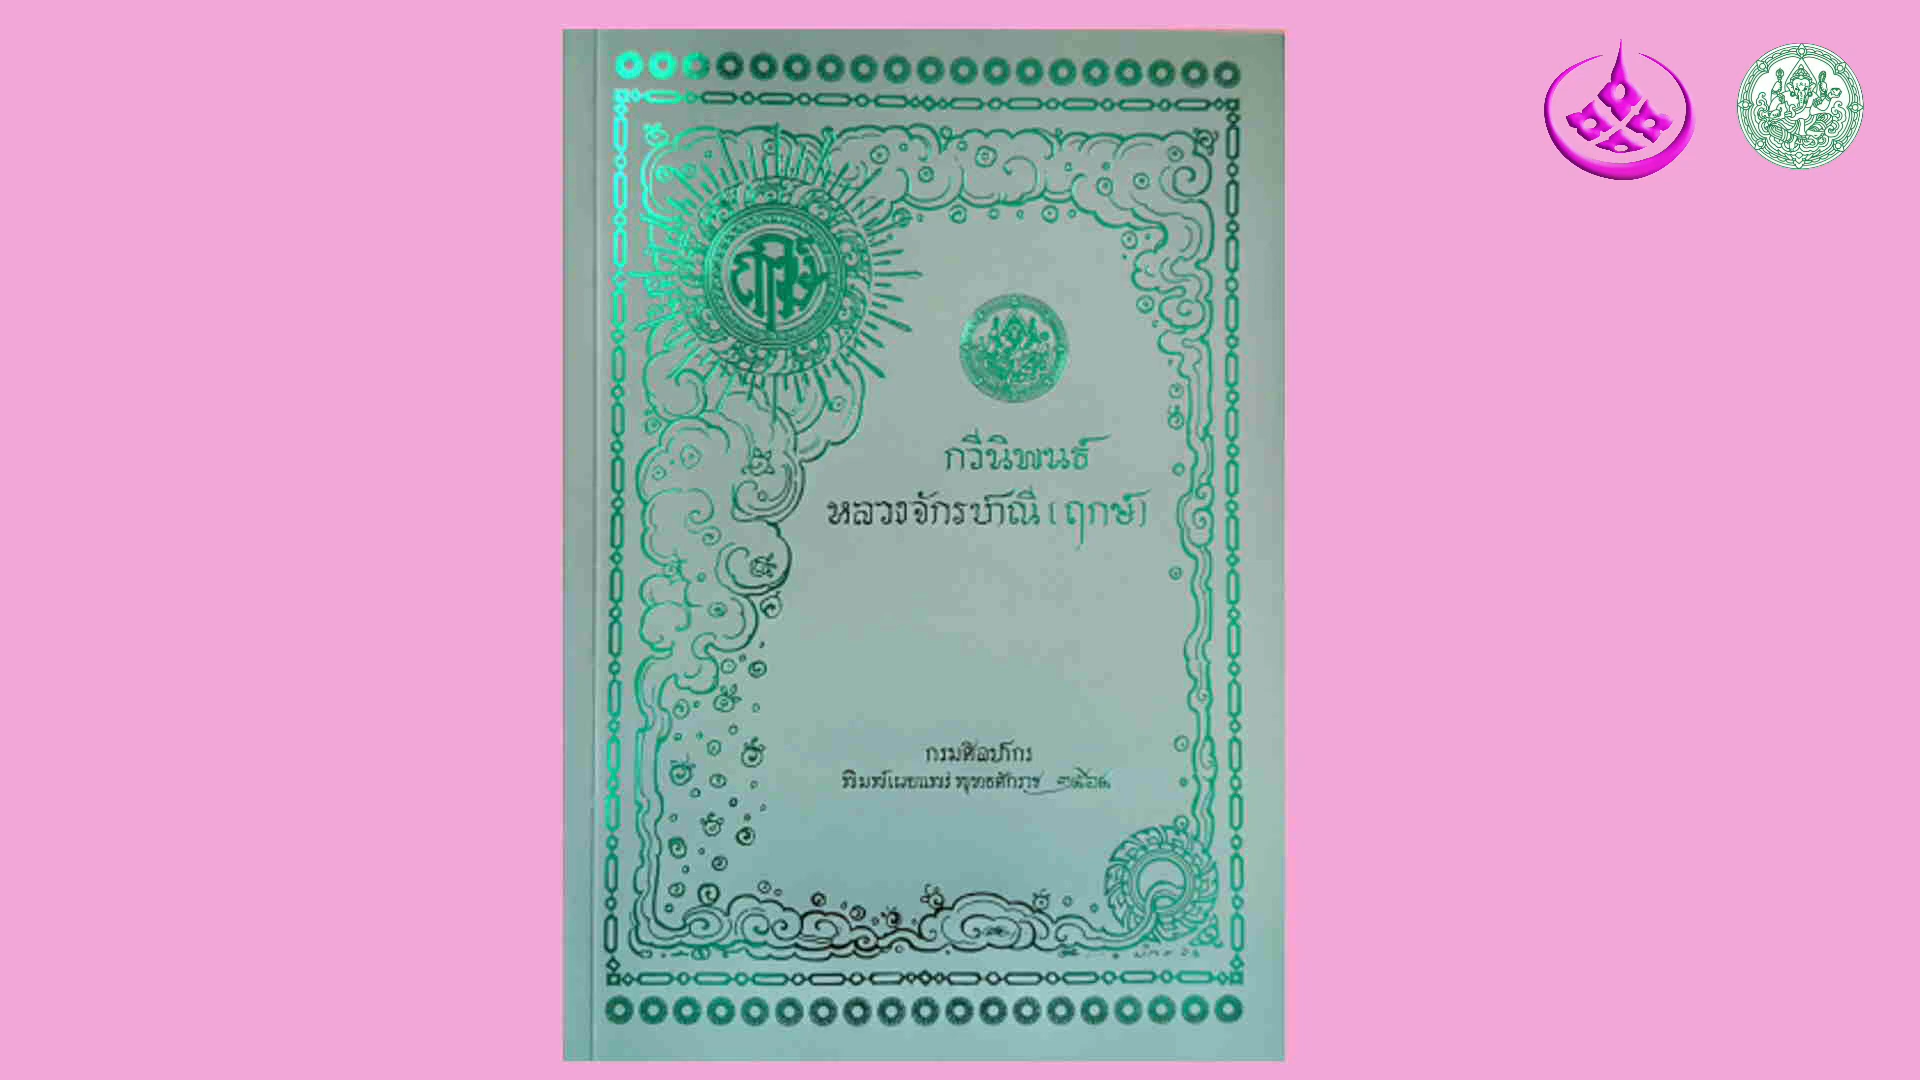 กวีนิพนธ์
หลวงจักรปาณี (ฤกษ์)
กรมศิลปากร
พิมพ์เผยแพร่ พุทธศักราช